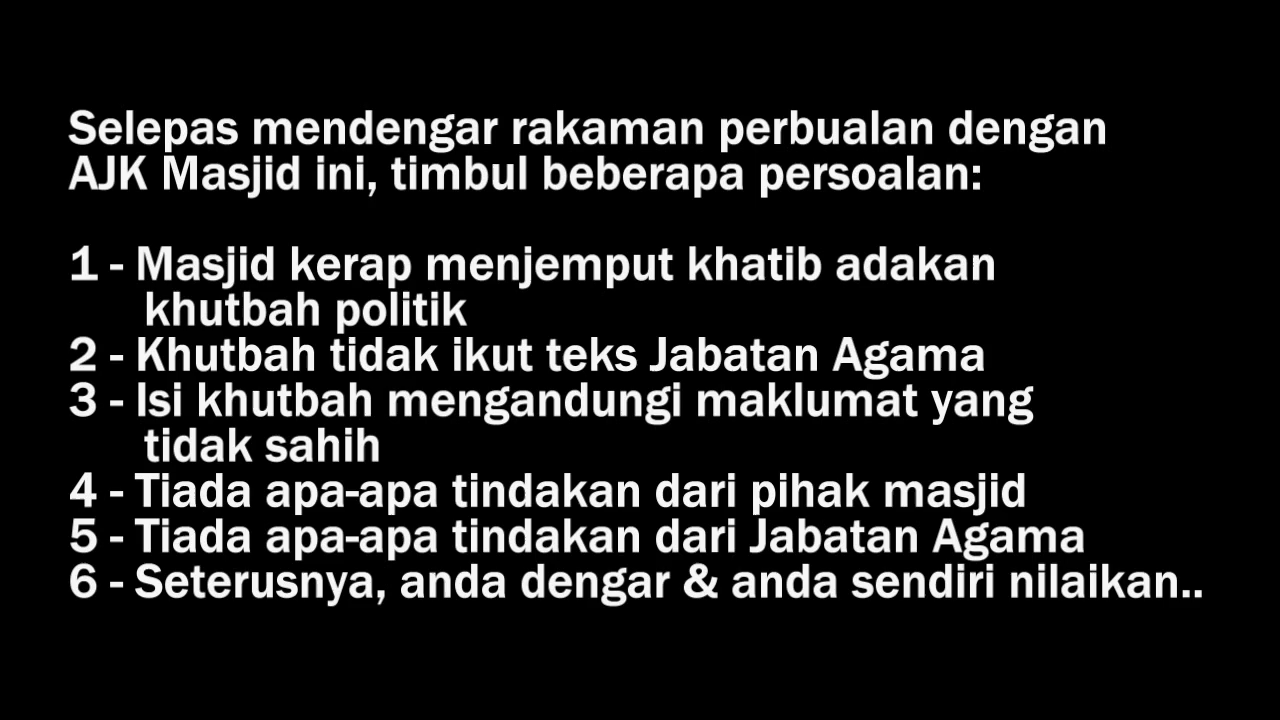 Selepas mendengar rakaman perbualan dengan
AJK Masjid ini, timbul beberapa persoalan:
1 - Masjid kerap menjemput khatib adakan
khutbah politik
2 - Khutbah tidak ikut teks Jabatan Agama
3 - Isi khutbah mengandungi maklumat yang
tidak sahih
4 - Tiada apa-apa tindakan dari pihak masjid
5 - Tiada apa-apa tindakan dari Jabatan Agama
6 - Seterusnya, anda dengar & anda sendiri nilaikan..